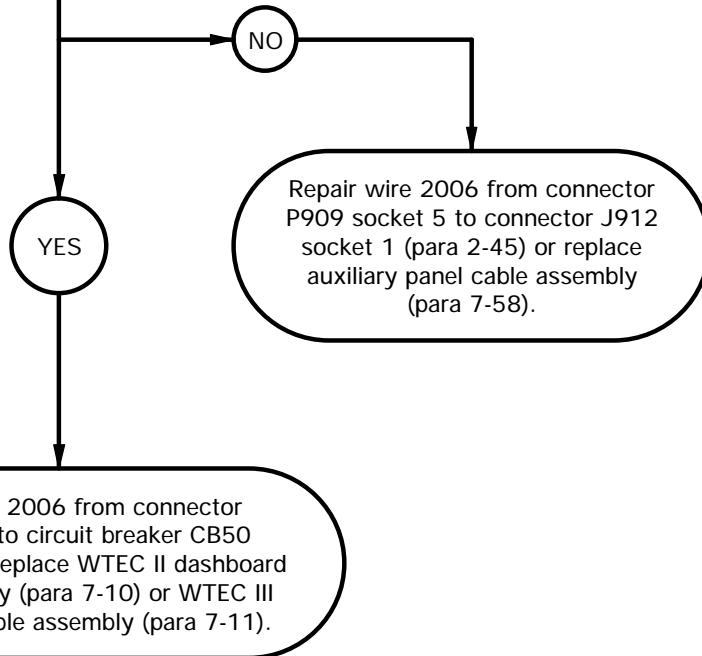 NO
YES
Repair wire 2006 from connector
P909 socket 5 to connector J912
socket 1 (para 2-45) or replace
auxiliary panel cable assembly
(para 7-58).
2006 from connector
to circuit breaker CB50
replace WTEC II dashboard
(para 7-10) or WTEC III
assembly (para 7-11).